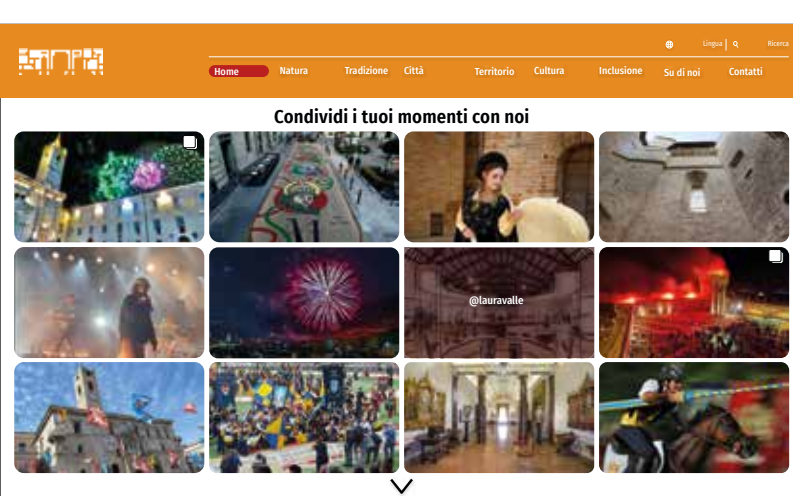 Lingua
Ricerca
Home Natura Tradizione Città Territorio Cultura Inclusione Su di noi Contatti
Condividi i tuoi momenti con noi
@lauravalle